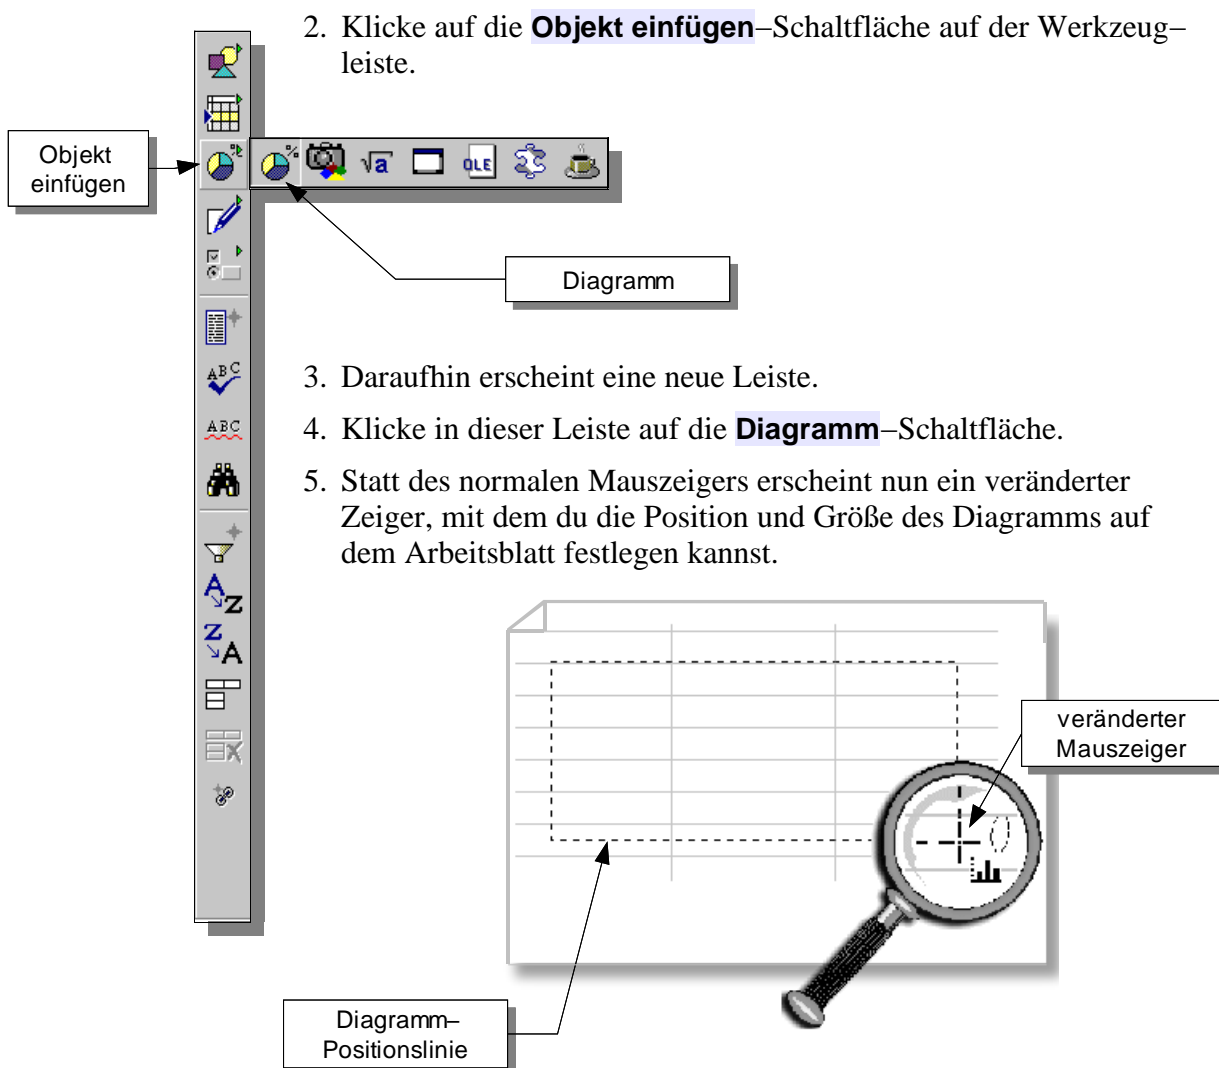 2. Klicke auf die Objekt einfügen–Schaltfläche auf der Werkzeug–
leiste.
Objekt
einfügen
% √a OLE
Diagramm
3. Daraufhin erscheint eine neue Leiste.
ABC
4. Klicke in dieser Leiste auf die Diagramm–Schaltfläche.
ABC
5. Statt des normalen Mauszeigers erscheint nun ein veränderter
Zeiger, mit dem du die Position und Größe des Diagramms auf
dem Arbeitsblatt festlegen kannst.
A
Z
Z
A
veränderter
Mauszeiger
Diagramm–
Positionslinie